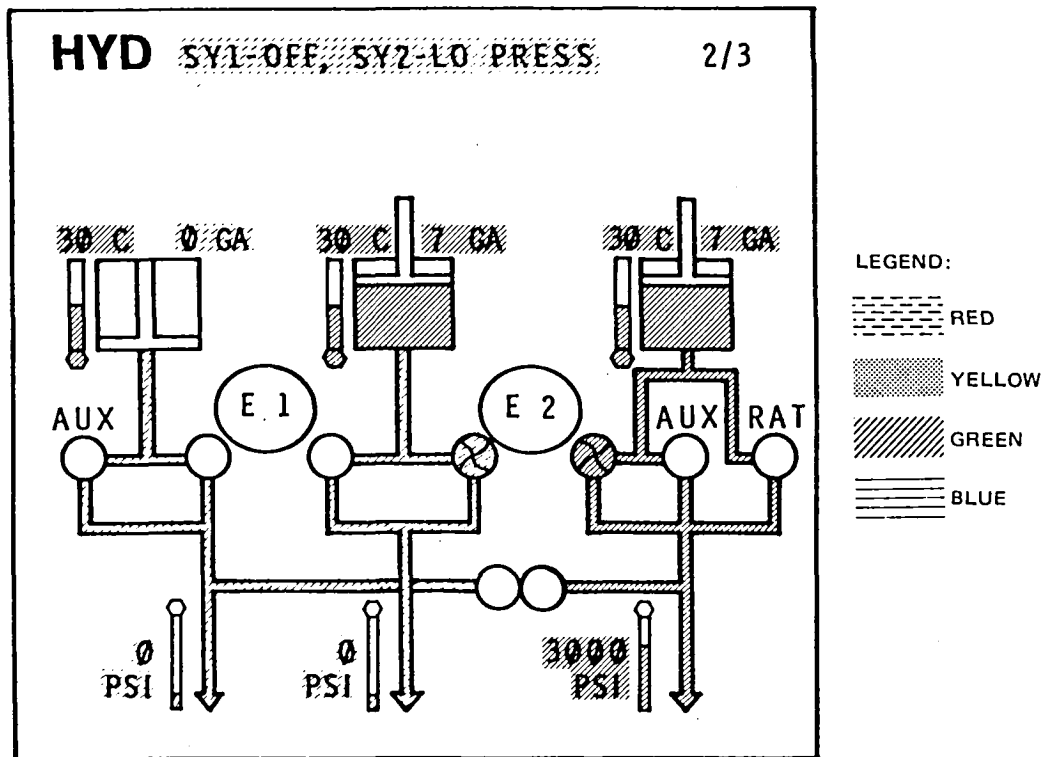 HYD SY1-OFF, SY2-LO PRESS 2/3
30 C 0 GA 30 C 7 GA 30 C 7 GA
LEGEND:
RED
YELLOW
GREEN
BLUE
E 1 E 2
AUX AUX RAT
0 PSI
0 PSI
3000 PSI